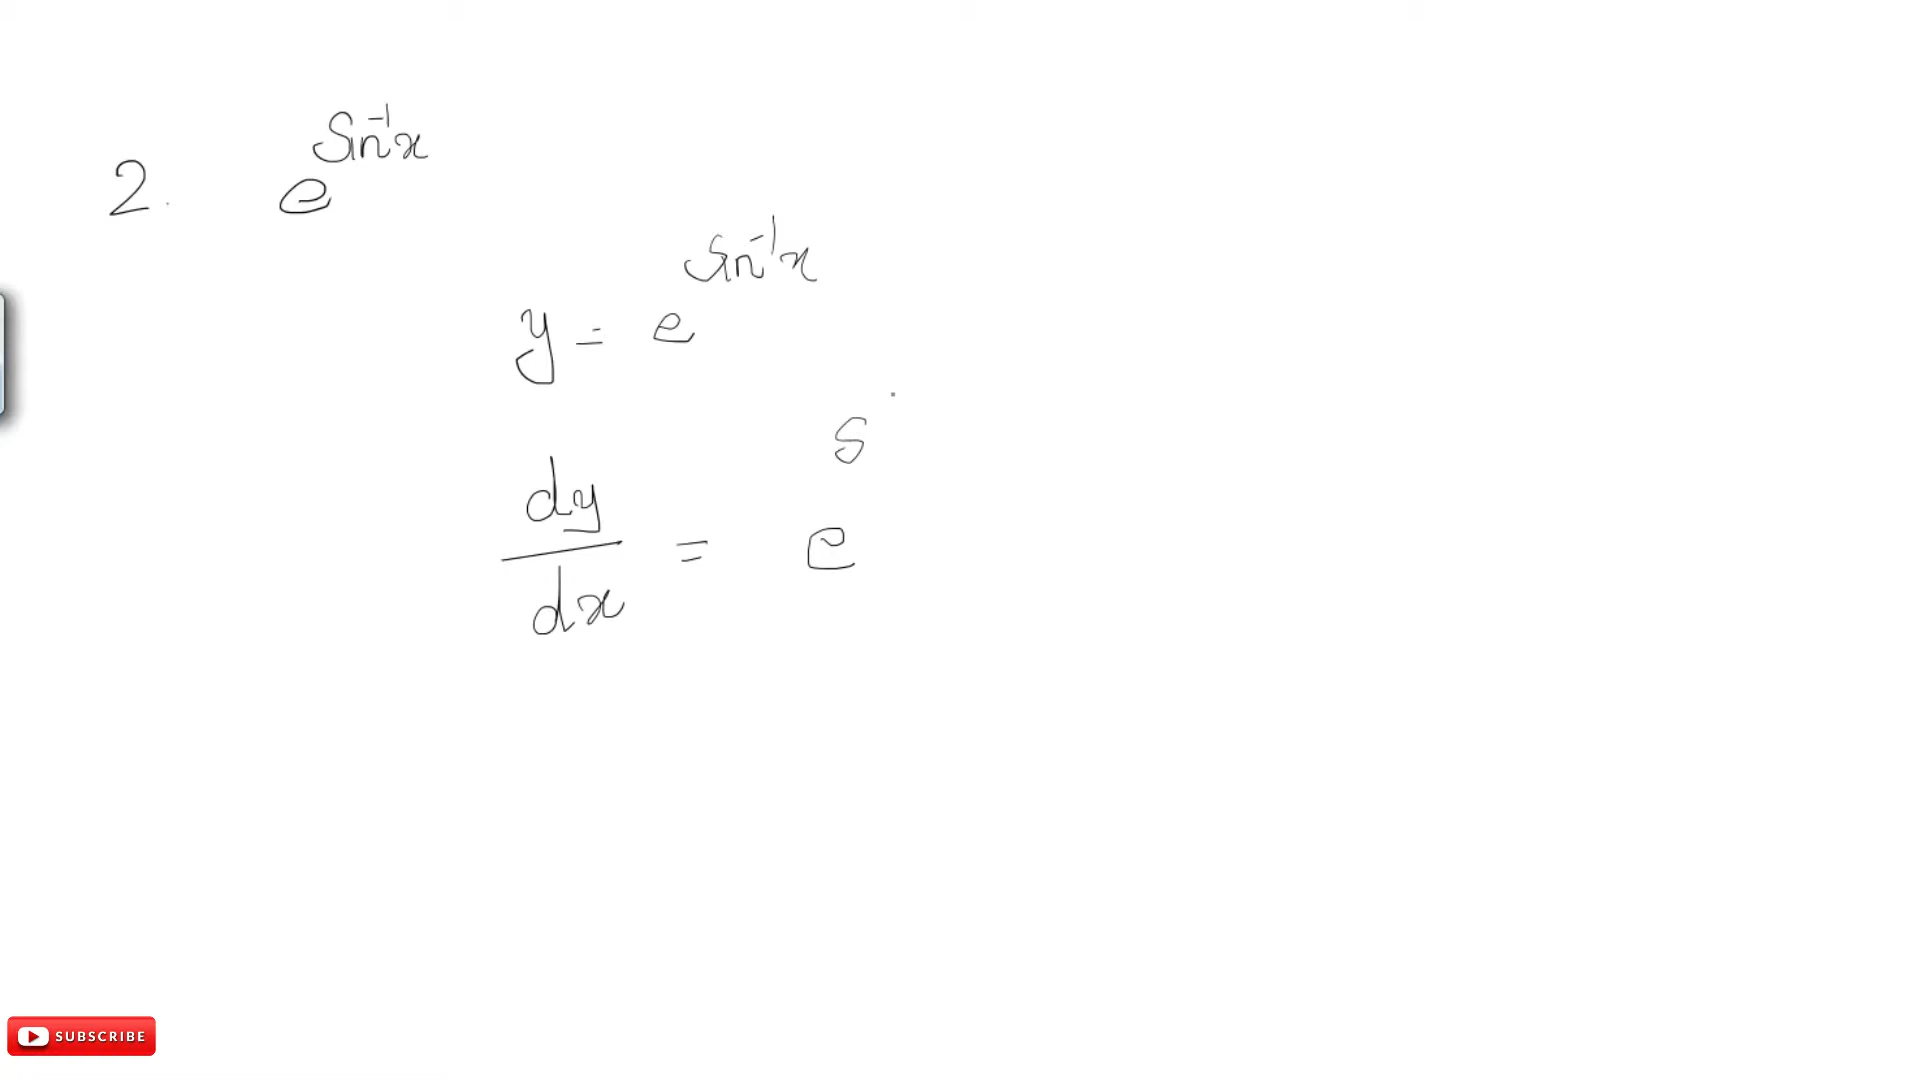 2. e^Sin⁻¹x
y = e^Sin⁻¹x
dy/dx = e^s
SUBSCRIBE